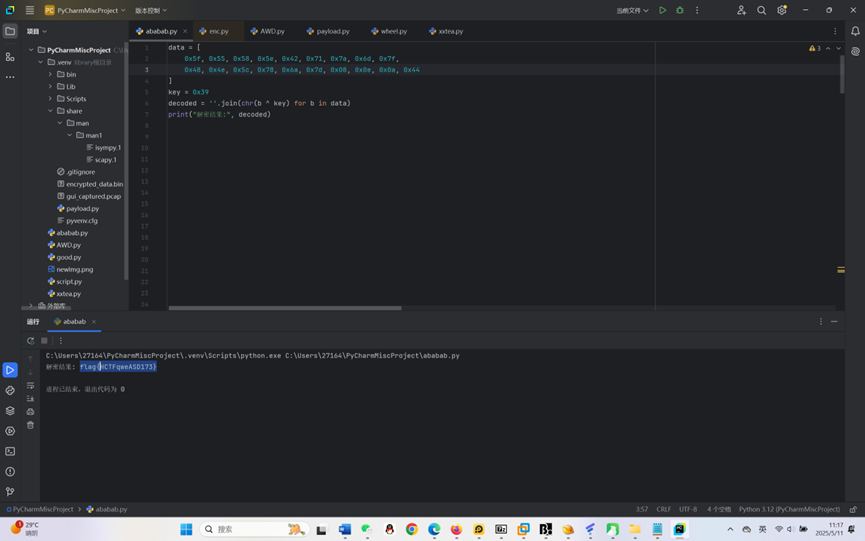 PC PyCharmMiscProject 版本控制 当前文件
项目 ababab.py enc.py AWD.py payload.py wheel.py xxtea.py
PyCharmMiscProject
.venv library根目录
bin
Lib
Scripts
share
man
man1
isympy.1
scapy.1
.gitignore
encrypted_data.bin
gui_captured.pcap
payload.py
pyvenv.cfg
ababab.py
AWD.py
good.py
newimg.png
script.py
xxtea.py
外部库
3
1 data = [
2 0x5f, 0x55, 0x58, 0x5e, 0x42, 0x71, 0x7a, 0x6d, 0x7f,
3 0x48, 0x4e, 0x5c, 0x78, 0x6a, 0x7d, 0x08, 0x0e, 0x0a, 0x44
4 ]
5 key = 0x39
6 decoded = ''.join(chr(b ^ key) for b in data)
7 print("解密结果:", decoded)
8
9
10
11
12
13
14
15
16
17
18
19
20
21
22
23
24
运行 ababab
C:\Users\27164\PyCharmMiscProject\.venv\Scripts\python.exe C:\Users\27164\PyCharmMiscProject\ababab.py
解密结果: flag{HCTFqweASD173}
进程已结束，退出代码为 0
PyCharmMiscProject > ababab.py 3:57 CRLF UTF-8 4 个空格 Python 3.12 (PyCharmMiscProject)
1 29°C
晴朗
搜索
英
11:17
2025/5/11